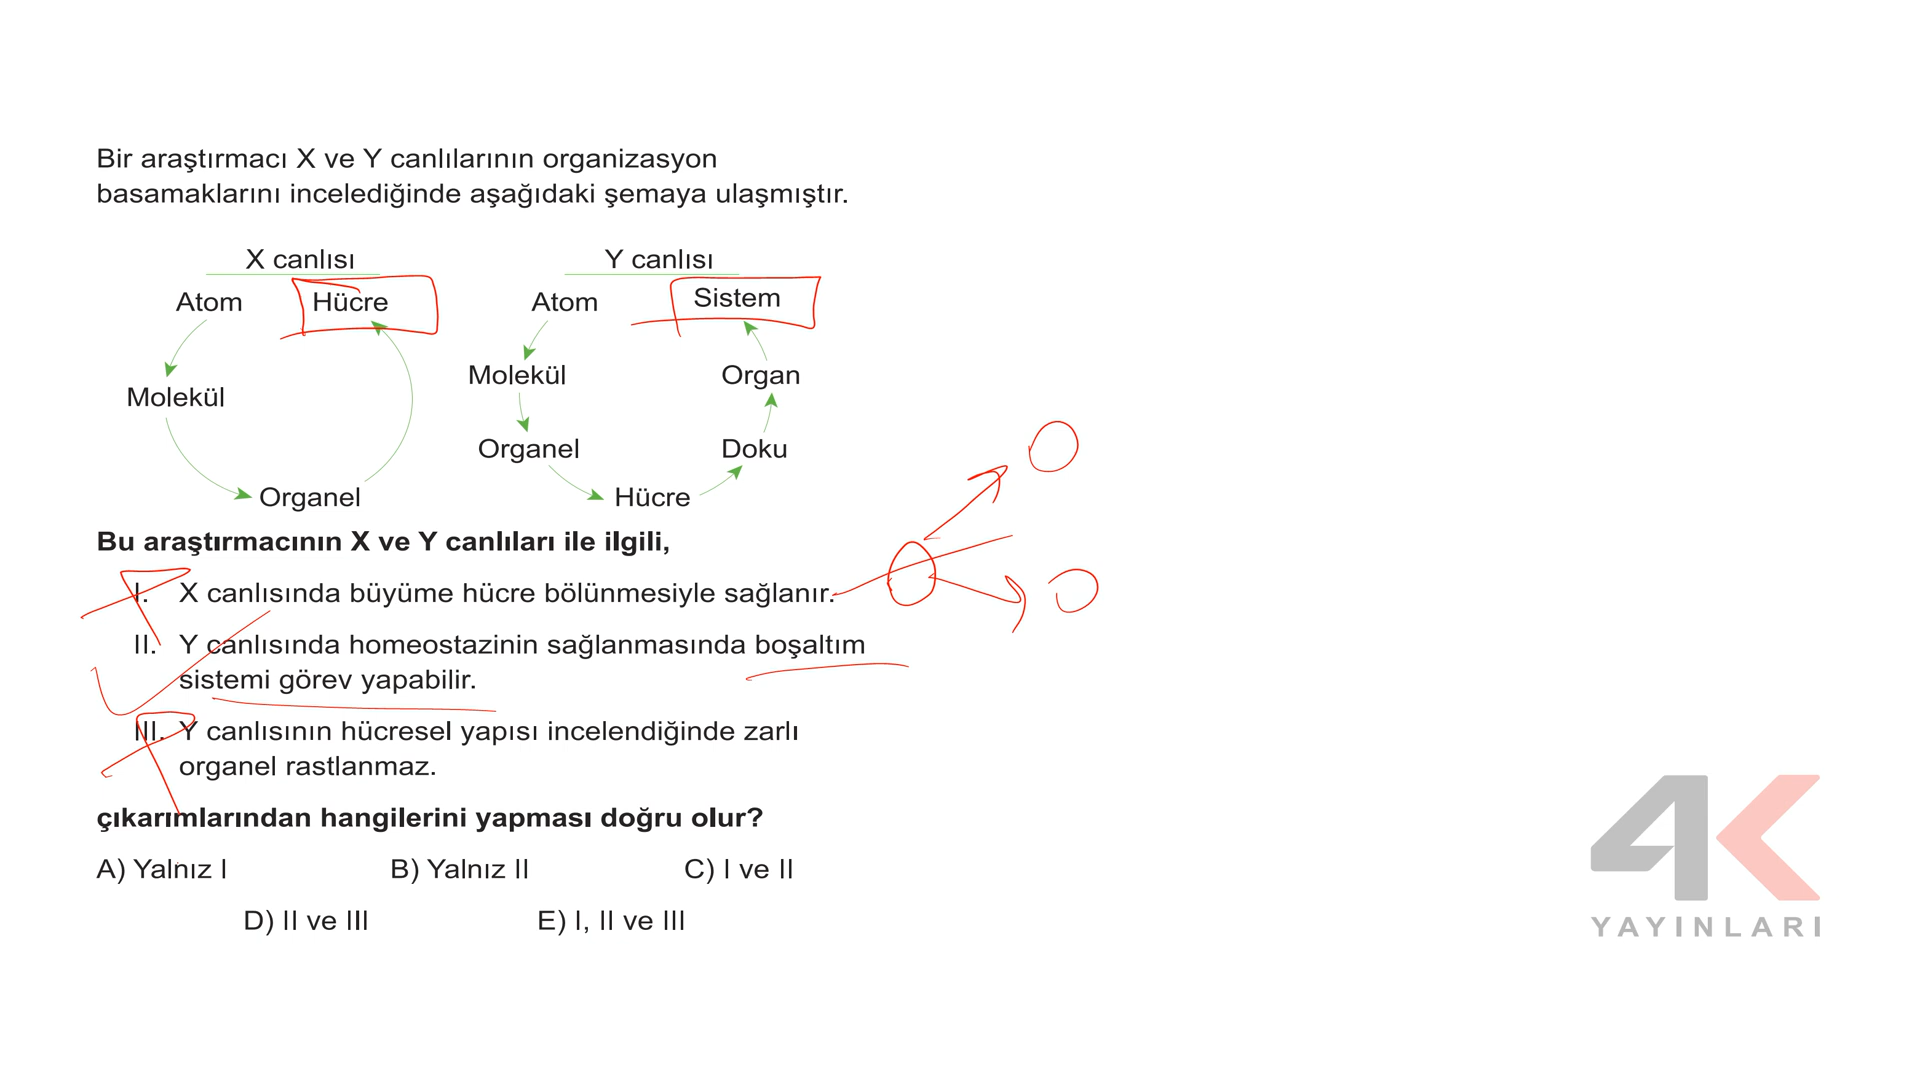 Bir araştırmacı X ve Y canlılarının organizasyon
basamaklarını incelediğinde aşağıdaki şemaya ulaşmıştır.
X canlısı
Atom
Hücre
Molekül
Organel
Y canlısı
Atom
Sistem
Molekül
Organ
Organel
Doku
Hücre
Bu araştırmacının X ve Y canlıları ile ilgili,
I. X canlısında büyüme hücre bölünmesiyle sağlanır.
II. Y canlısında homeostazinin sağlanmasında boşaltım
sistemi görev yapabilir.
III. Y canlısının hücresel yapısı incelendiğinde zarlı
organel rastlanmaz.
çıkarımlarından hangilerini yapması doğru olur?
A) Yalnız I B) Yalnız II C) I ve II
D) II ve III E) I, II ve III
4K
YAYINLARI